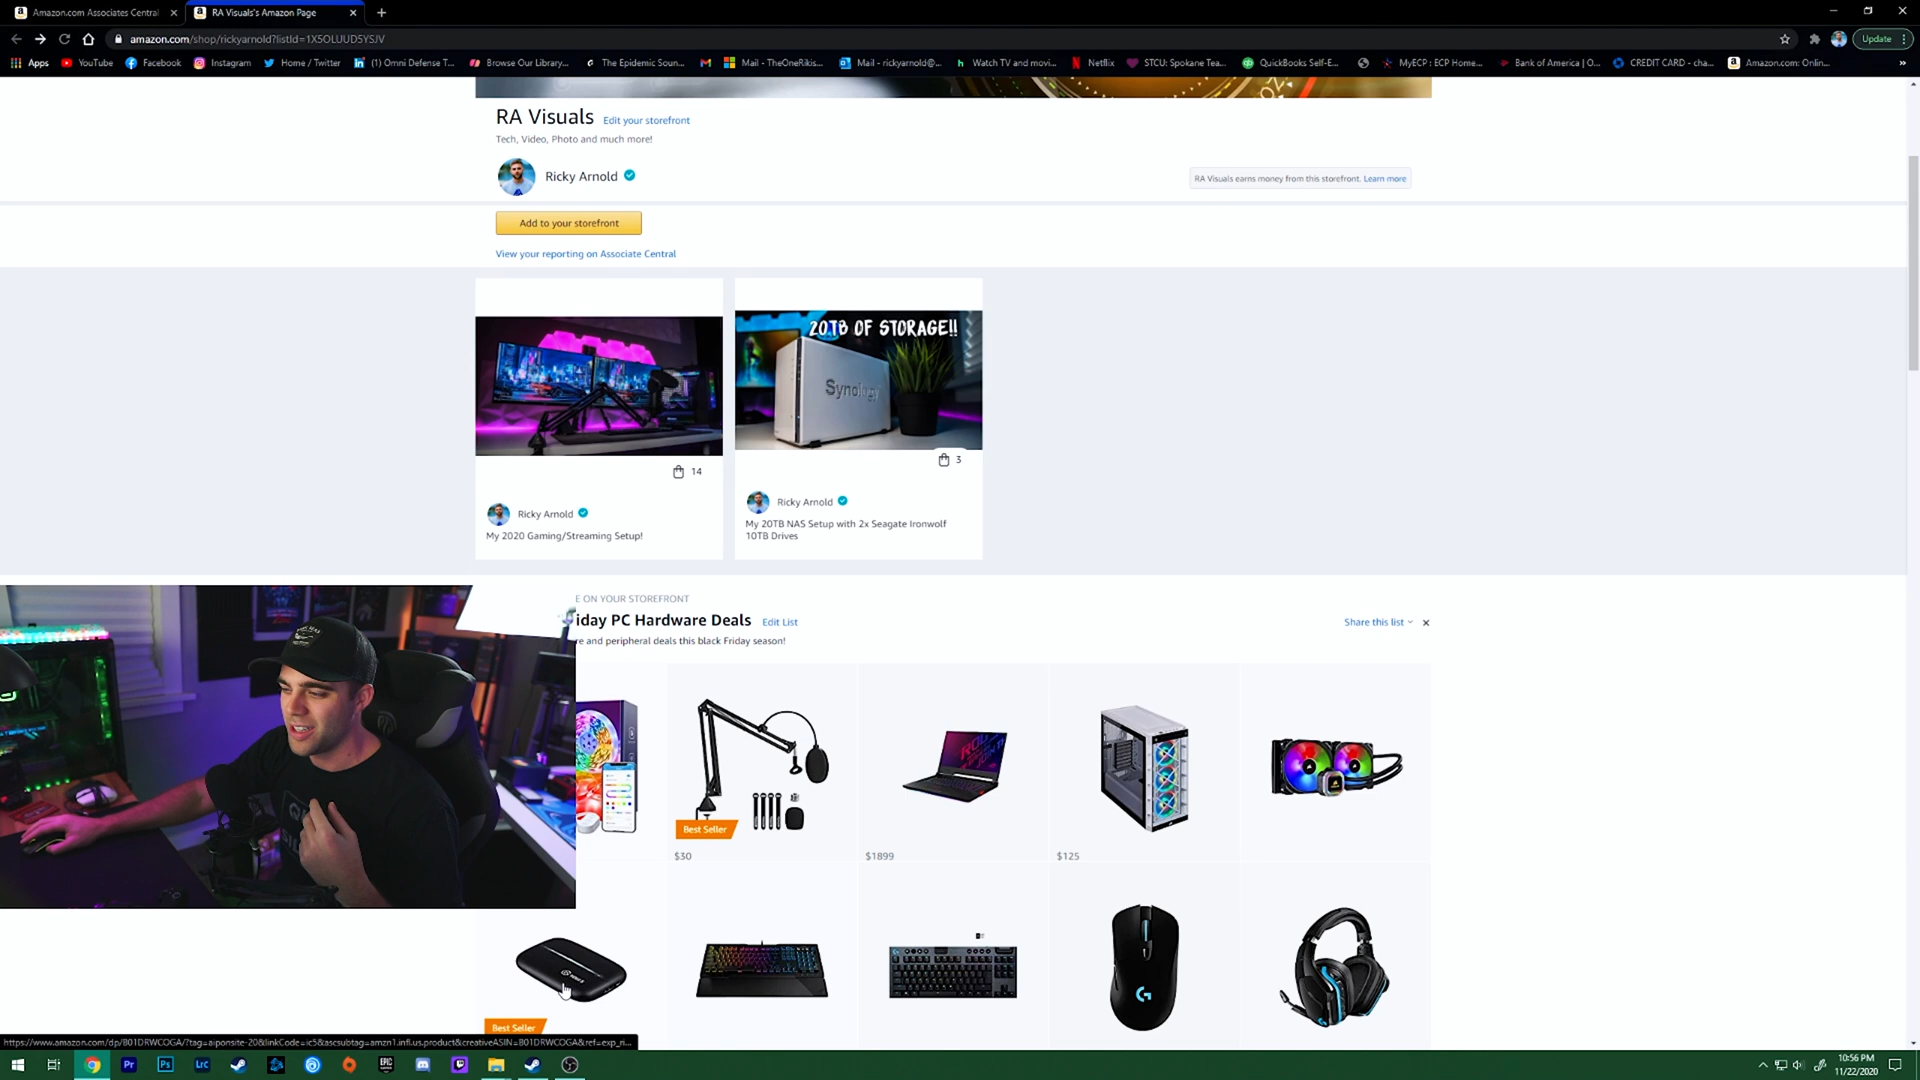 Amazon.com Associates Central
RA Visuals's Amazon Page
amazon.com/shop/rickyarnold?listId=1X5OLUUD5YSJV
Update
Apps
YouTube
Facebook
Instagram
Home / Twitter
(1) Omni Defense T...
Browse Our Library...
The Epidemic Soun...
Mail - TheOneRikis...
Mail - rickyarnold@...
Watch TV and movi...
Netflix
STCU: Spokane Tea...
QuickBooks Self-E...
MyECP : ECP Home...
Bank of America | O...
CREDIT CARD - cha...
Amazon.com: Onlin...
RA Visuals
Edit your storefront
Tech, Video, Photo and much more!
Ricky Arnold
RA Visuals earns money from this storefront. Learn more
Add to your storefront
View your reporting on Associate Central
20TB OF STORAGE!!
Synology
14
3
Ricky Arnold
My 2020 Gaming/Streaming Setup!
Ricky Arnold
My 20TB NAS Setup with 2x Seagate Ironwolf
10TB Drives
E ON YOUR STOREFRONT
iday PC Hardware Deals
Edit List
Share this list
re and peripheral deals this black Friday season!
Best Seller
$30
$1899
$125
G
Best Seller
https://www.amazon.com/dp/B01DRWCOGA/?tag=aiponsite-20&linkCode=ic5&ascsubtag=amzn1.infl.us.product&creativeASIN=B01DRWCOGA&ref=exp_ri...
Pr
Ps
Lrc
EPIC
10:56 PM
11/22/2020